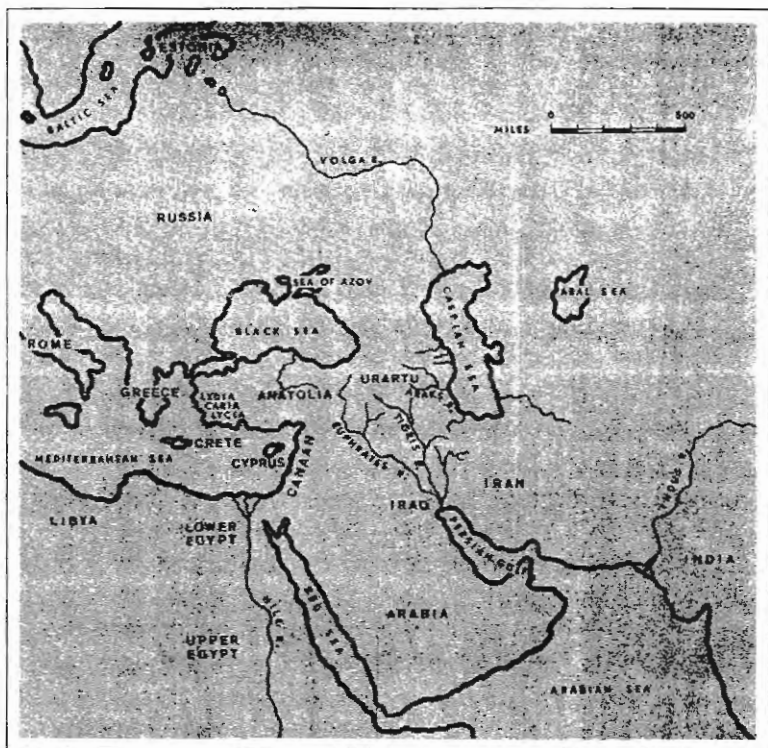 ESTONIA
BALTIC SEA
MILES
0 500
VOLGA R.
RUSSIA
SEA OF AZOV
ARAL SEA
BLACK SEA
CASPIAN SEA
ROME
URARTU
GREECE
LYDIA
CARIA
LYCIA
ANATOLIA
ARAKS R.
TIGRIS R.
EUPHRATES R.
CRETE
CYPRUS
CANAAN
MEDITERRANEAN SEA
IRAN
INDUS R.
IRAQ
LIBYA
LOWER
EGYPT
PERSIAN GULF
INDIA
RED SEA
NILE R.
ARABIA
UPPER
EGYPT
ARABIAN SEA